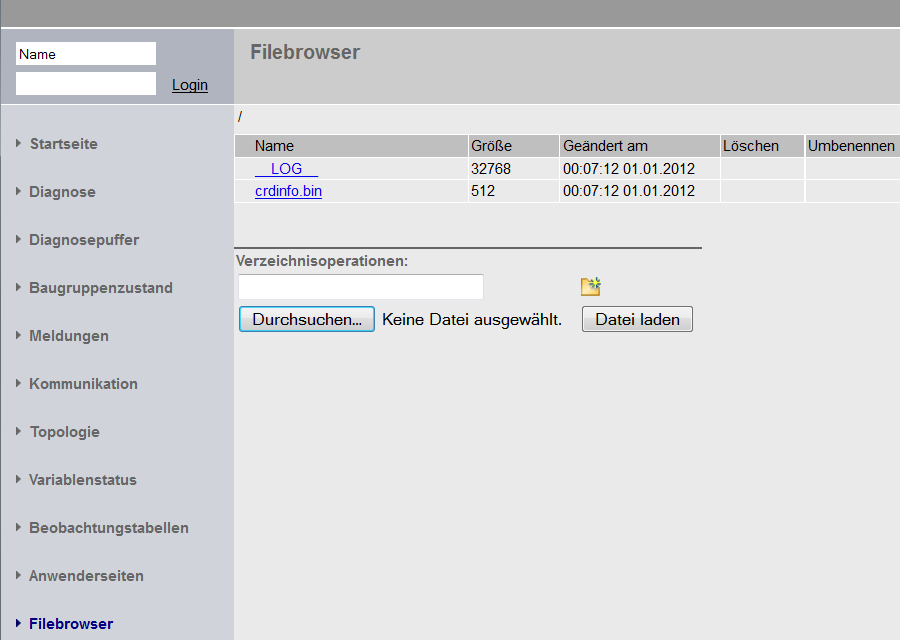 Name
Login
Filebrowser
/
Name Größe Geändert am Löschen Umbenennen
__LOG__ 32768 00:07:12 01.01.2012
crdinfo.bin 512 00:07:12 01.01.2012
Verzeichnisoperationen:
Durchsuchen... Keine Datei ausgewählt. Datei laden
Startseite
Diagnose
Diagnosepuffer
Baugruppenzustand
Meldungen
Kommunikation
Topologie
Variablenstatus
Beobachtungstabellen
Anwenderseiten
Filebrowser